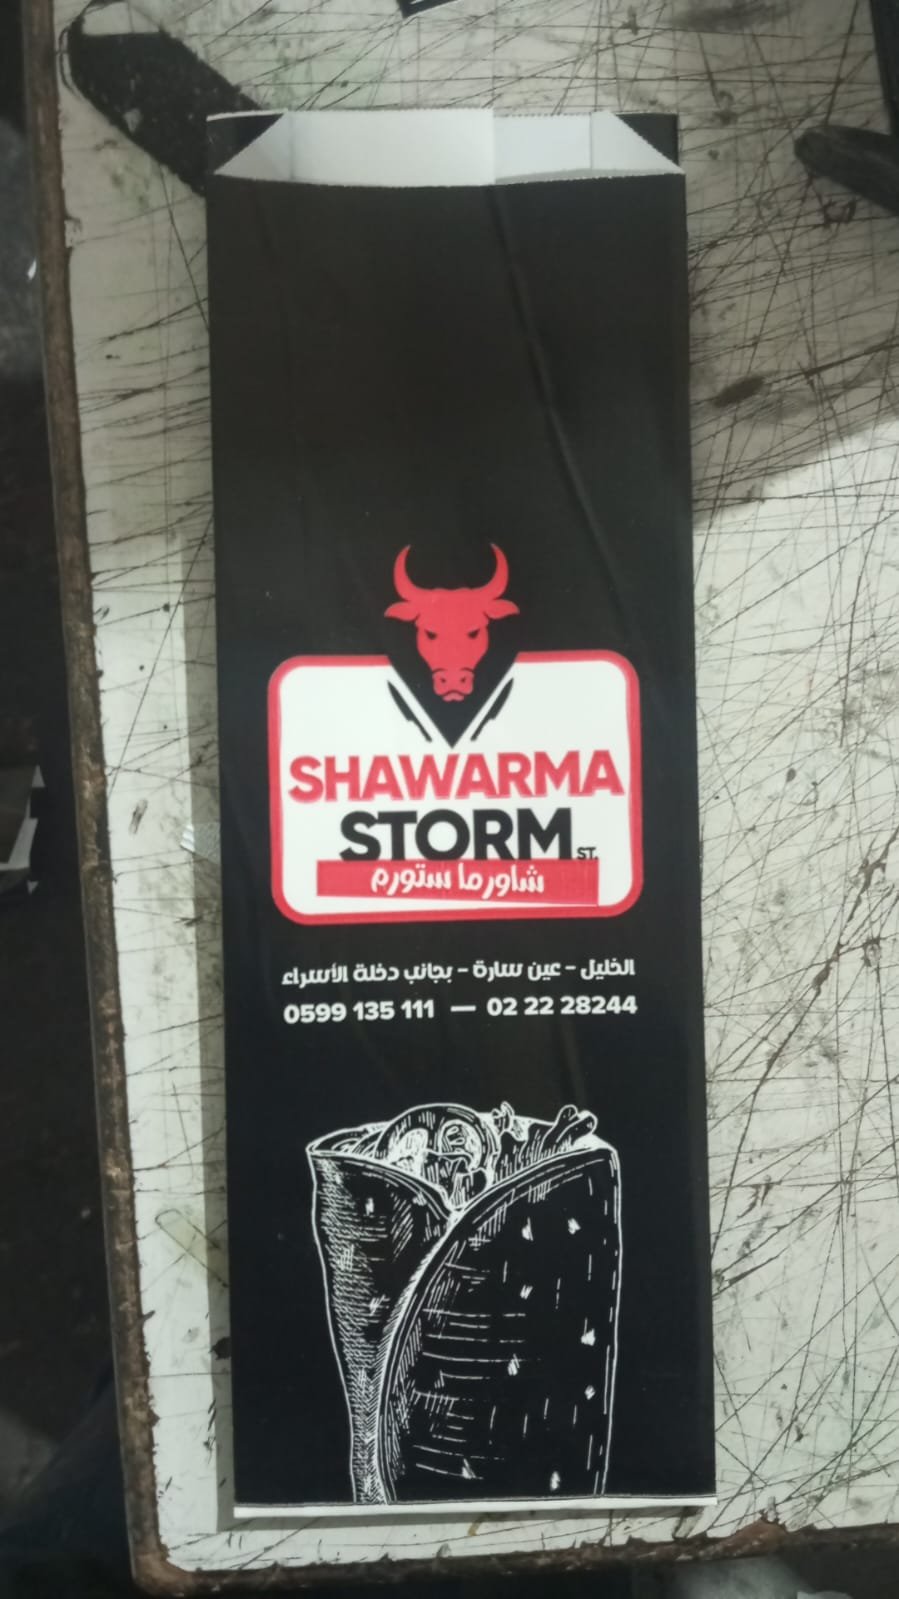 SHAWARMA
STORM ST.
شاورما ستورم
الخليل - عين سارة - بجانب دخلة الأسراء
0599 135 111 — 02 22 28244